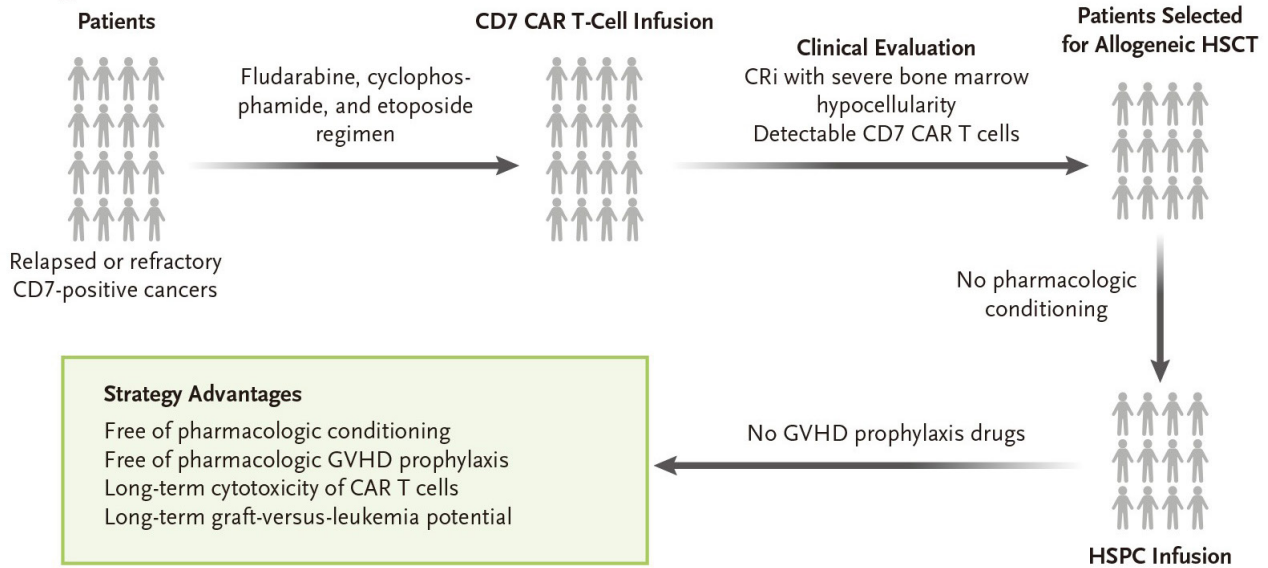 Patients
Fludarabine, cyclophos-
phamide, and etoposide
regimen
Relapsed or refractory
CD7-positive cancers
CD7 CAR T-Cell Infusion
Clinical Evaluation
CRi with severe bone marrow
hypocellularity
Detectable CD7 CAR T cells
Patients Selected
for Allogeneic HSCT
No pharmacologic
conditioning
HSPC Infusion
No GVHD prophylaxis drugs
Strategy Advantages
Free of pharmacologic conditioning
Free of pharmacologic GVHD prophylaxis
Long-term cytotoxicity of CAR T cells
Long-term graft-versus-leukemia potential